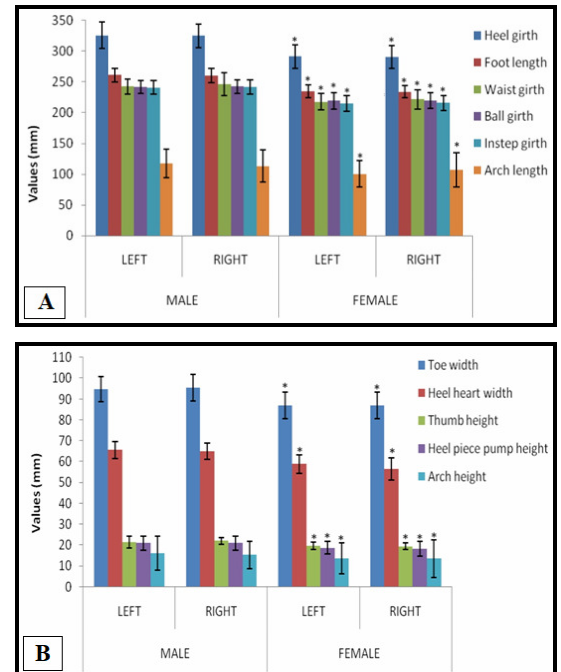 350
300
250
200
150
100
50
0
Values (mm)
* * * * * *
* * * * * *
Heel girth
Foot length
Waist girth
Ball girth
Instep girth
Arch length
LEFT RIGHT LEFT RIGHT
MALE FEMALE
A
110
100
90
80
70
60
50
40
30
20
10
0
Values (mm)
* * * * *
* * * * *
Toe width
Heel heart width
Thumb height
Heel piece pump height
Arch height
LEFT RIGHT LEFT RIGHT
MALE FEMALE
B